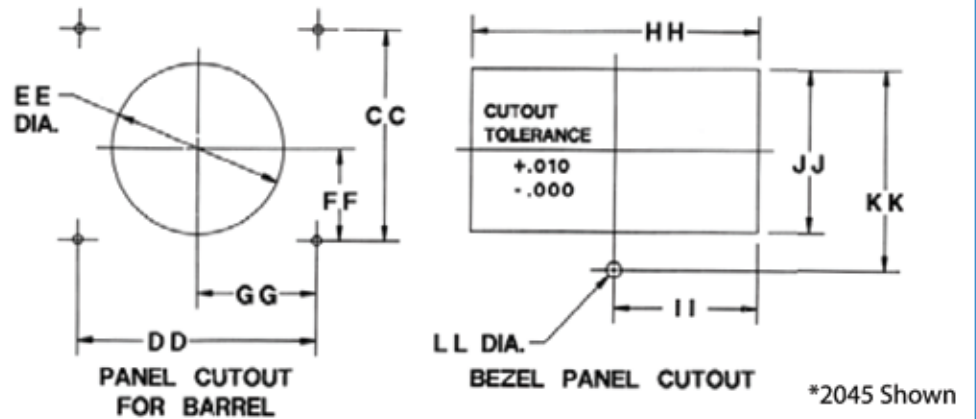 EE
DIA.
CC
FF
GG
DD
PANEL CUTOUT
FOR BARREL
HH
CUTOUT
TOLERANCE
+.010
-.000
JJ
KK
II
LL DIA.
BEZEL PANEL CUTOUT
*2045 Shown